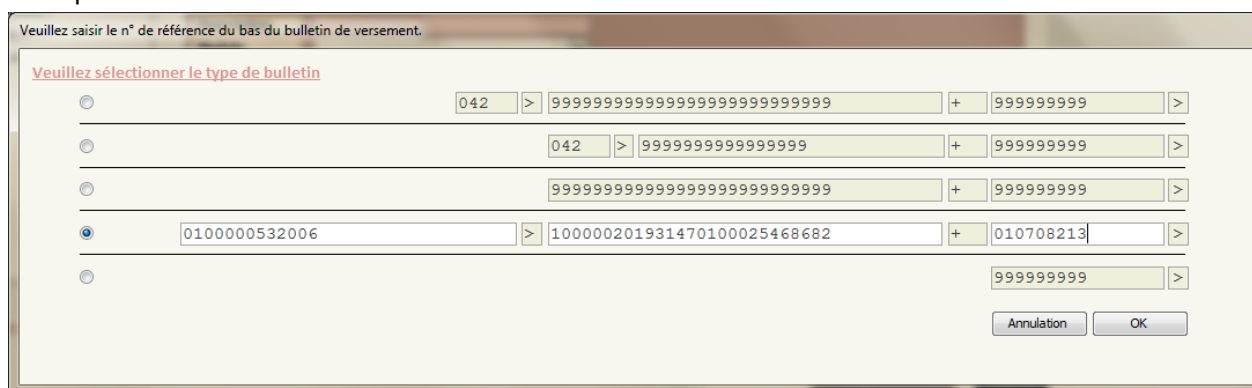 Veuillez saisir le n° de référence du bas du bulletin de versement.
Veuillez sélectionner le type de bulletin
042 > 999999999999999999999999999 + 999999999 >
042 > 9999999999999999 + 999999999 >
999999999999999999999999999 + 999999999 >
0100000532006 > 100000201931470100025468682 + 010708213 >
999999999 >
Annulation OK